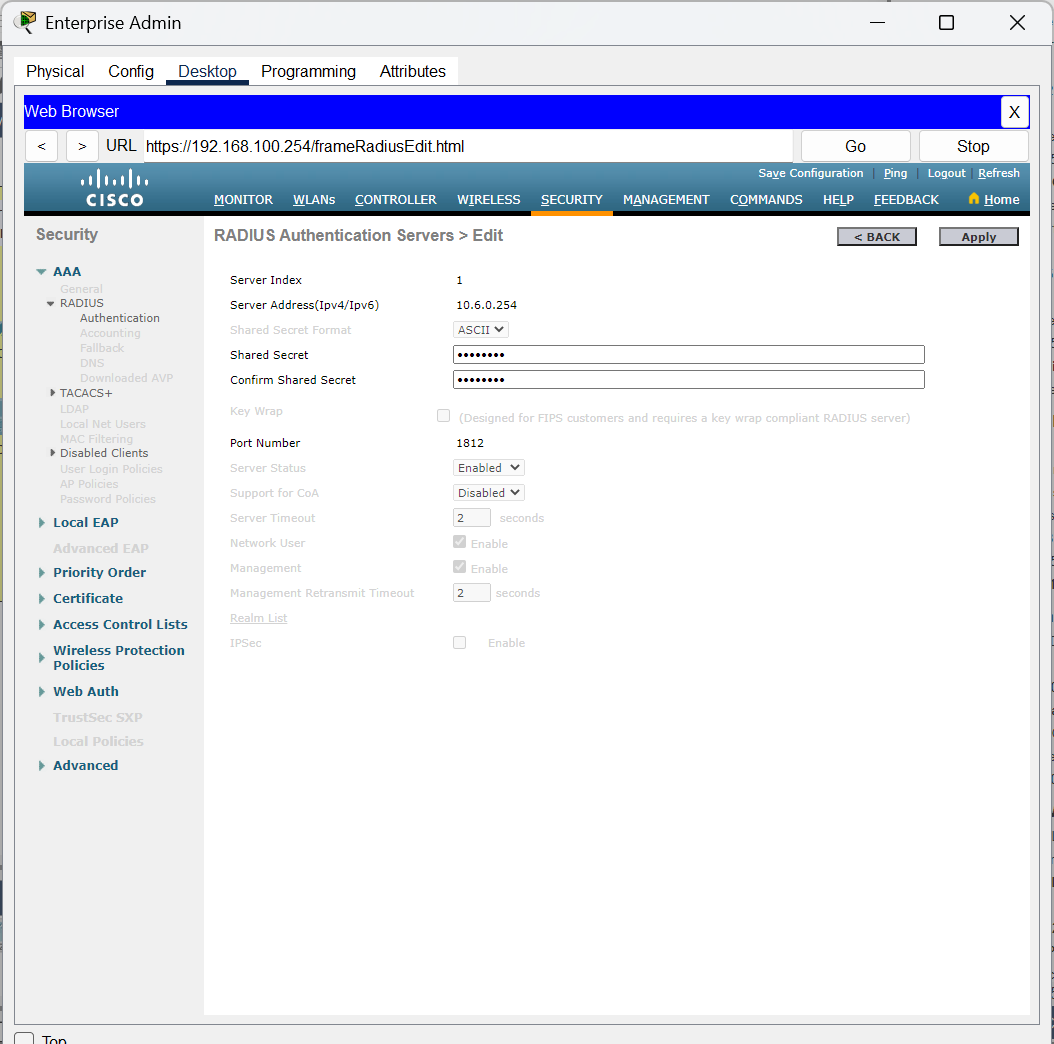 Enterprise Admin
Physical Config Desktop Programming Attributes
Web Browser X
< > URL https://192.168.100.254/frameRadiusEdit.html Go Stop
Save Configuration Ping Logout Refresh
CISCO
MONITOR WLANs CONTROLLER WIRELESS SECURITY MANAGEMENT COMMANDS HELP FEEDBACK Home
Security
AAA
General
RADIUS
Authentication
Accounting
Fallback
DNS
Downloaded AVP
TACACS+
LDAP
Local Net Users
MAC Filtering
Disabled Clients
User Login Policies
AP Policies
Password Policies
Local EAP
Advanced EAP
Priority Order
Certificate
Access Control Lists
Wireless Protection
Policies
Web Auth
TrustSec SXP
Local Policies
Advanced
RADIUS Authentication Servers > Edit
< BACK Apply
Server Index 1
Server Address(Ipv4/Ipv6) 10.6.0.254
Shared Secret Format ASCII
Shared Secret ••••••••
Confirm Shared Secret ••••••••
Key Wrap (Designed for FIPS customers and requires a key wrap compliant RADIUS server)
Port Number 1812
Server Status Enabled
Support for CoA Disabled
Server Timeout 2 seconds
Network User Enable
Management Enable
Management Retransmit Timeout 2 seconds
Realm List
IPSec Enable
Top